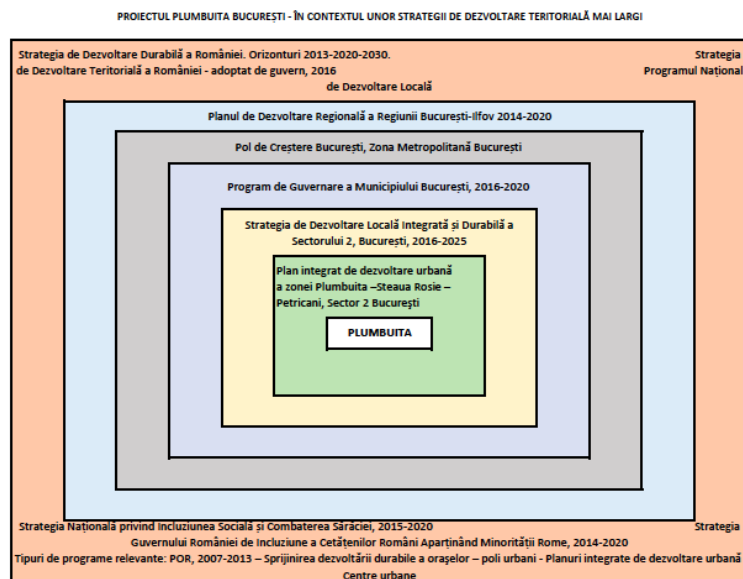 PROIECTUL PLUMBUITA BUCUREȘTI - ÎN CONTEXTUL UNOR STRATEGII DE DEZVOLTARE TERITORIALĂ MAI LARGI
Strategia de Dezvoltare Durabilă a României. Orizonturi 2013-2020-2030. Strategia
de Dezvoltare Teritorială a României - adoptat de guvern, 2016 Programul Național
de Dezvoltare Locală
Planul de Dezvoltare Regională a Regiunii București-Ilfov 2014-2020
Pol de Creștere București, Zona Metropolitană București
Program de Guvernare a Municipiului București, 2016-2020
Strategia de Dezvoltare Locală Integrată și Durabilă a
Sectorului 2, București, 2016-2025
Plan integrat de dezvoltare urbană
a zonei Plumbuita –Steaua Rosie –
Petricani, Sector 2 Bucureşti
PLUMBUITA
Strategia Națională privind Incluziunea Socială și Combaterea Sărăciei, 2015-2020 Strategia
Guvernului României de Incluziune a Cetățenilor Români Aparținând Minorității Rome, 2014-2020
Tipuri de programe relevante: POR, 2007-2013 – Sprijinirea dezvoltării durabile a oraşelor – poli urbani - Planuri integrate de dezvoltare urbană
Centre urbane